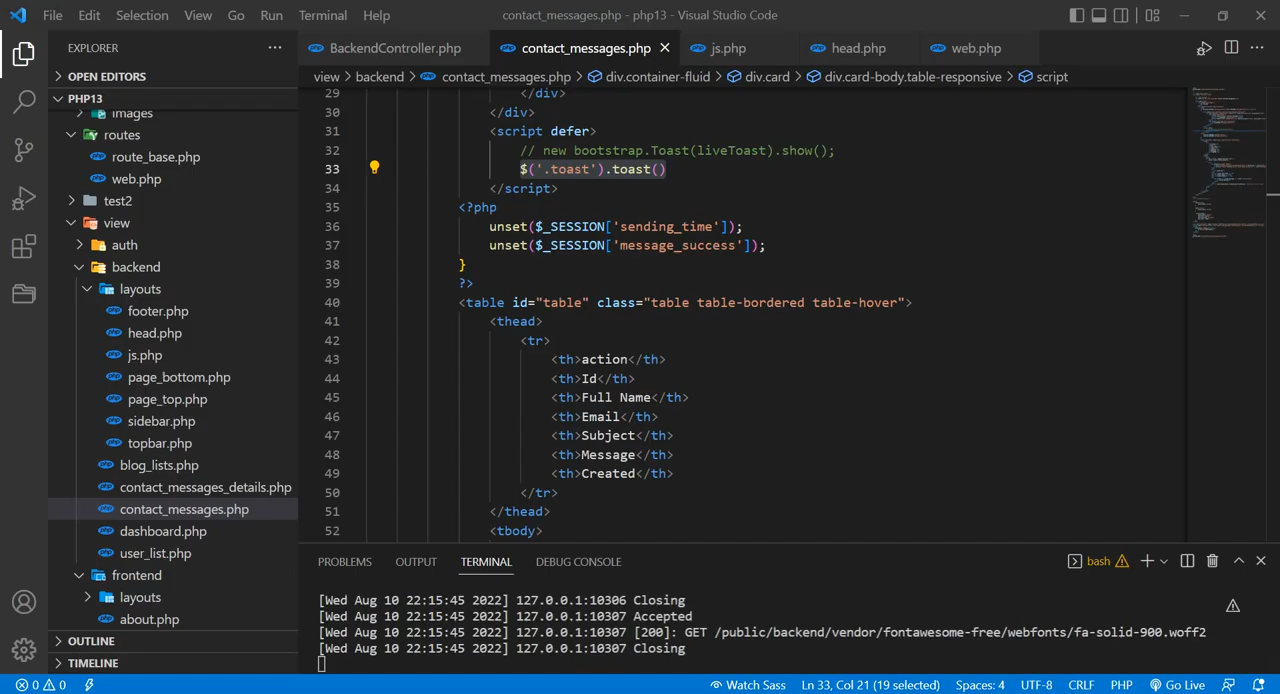 File Edit Selection View Go Run Terminal Help
contact_messages.php - php13 - Visual Studio Code
EXPLORER
OPEN EDITORS
PHP13
images
routes
route_base.php
web.php
test2
view
auth
backend
layouts
footer.php
head.php
js.php
page_bottom.php
page_top.php
sidebar.php
topbar.php
blog_lists.php
contact_messages_details.php
contact_messages.php
dashboard.php
user_list.php
frontend
layouts
about.php
OUTLINE
TIMELINE
BackendController.php contact_messages.php js.php head.php web.php
view > backend > contact_messages.php > div.container-fluid > div.card > div.card-body.table-responsive > script
29 </div>
30 </div>
31 <script defer>
32 // new bootstrap.Toast(liveToast).show();
33 $('.toast').toast()
34 </script>
35 <?php
36 unset($_SESSION['sending_time']);
37 unset($_SESSION['message_success']);
38 }
39 ?>
40 <table id="table" class="table table-bordered table-hover">
41 <thead>
42 <tr>
43 <th>action</th>
44 <th>Id</th>
45 <th>Full Name</th>
46 <th>Email</th>
47 <th>Subject</th>
48 <th>Message</th>
49 <th>Created</th>
50 </tr>
51 </thead>
52 <tbody>
PROBLEMS OUTPUT TERMINAL DEBUG CONSOLE
bash
[Wed Aug 10 22:15:45 2022] 127.0.0.1:10306 Closing
[Wed Aug 10 22:15:45 2022] 127.0.0.1:10307 Accepted
[Wed Aug 10 22:15:45 2022] 127.0.0.1:10307 [200]: GET /public/backend/vendor/fontawesome-free/webfonts/fa-solid-900.woff2
[Wed Aug 10 22:15:45 2022] 127.0.0.1:10307 Closing
0 0 Watch Sass Ln 33, Col 21 (19 selected) Spaces: 4 UTF-8 CRLF PHP Go Live